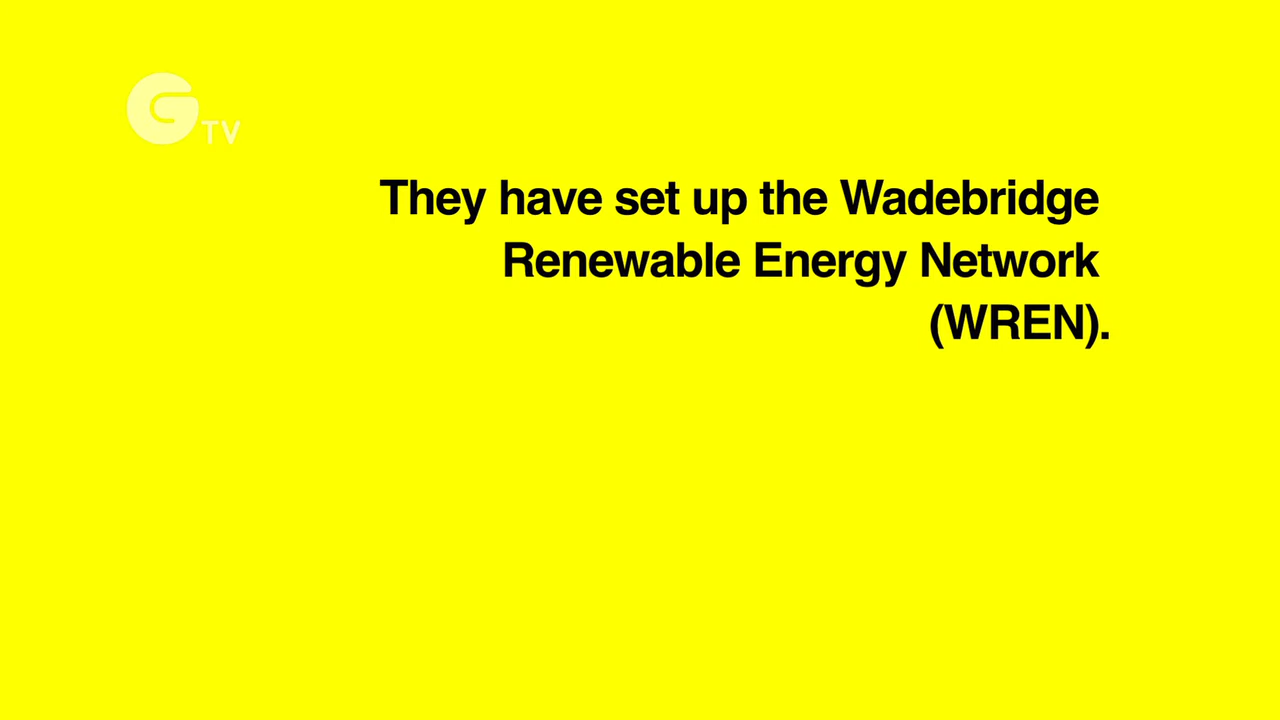 G TV
They have set up the Wadebridge
Renewable Energy Network
(WREN).